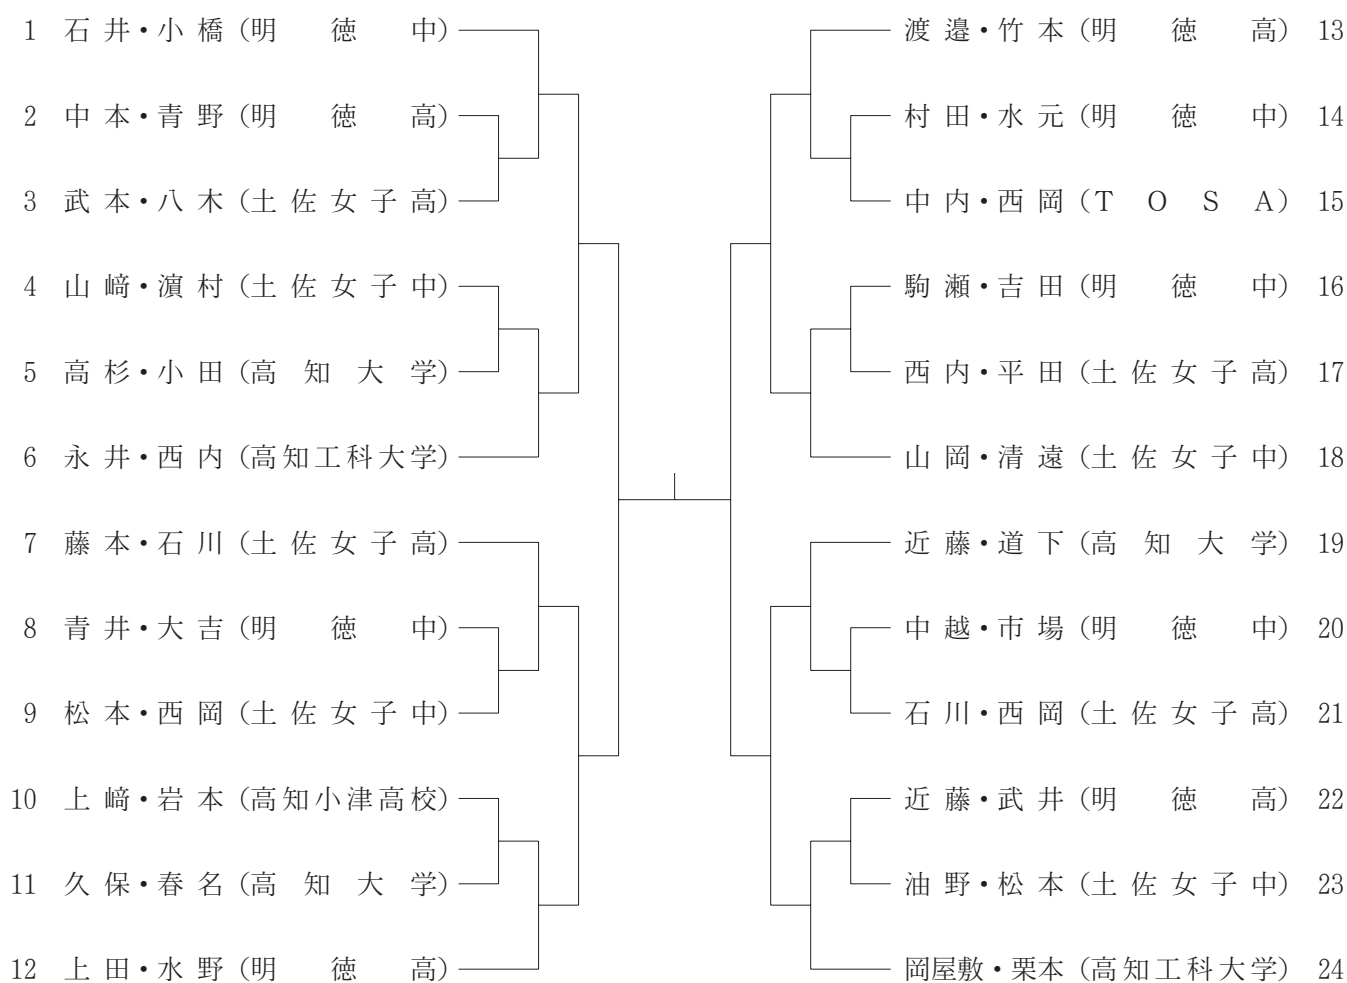 1 石井・小橋（明徳中）
2 中本・青野（明徳高）
3 武本・八木（土佐女子高）
4 山﨑・濵村（土佐女子中）
5 高杉・小田（高知大学）
6 永井・西内（高知工科大学）
7 藤本・石川（土佐女子高）
8 青井・大吉（明徳中）
9 松本・西岡（土佐女子中）
10 上﨑・岩本（高知小津高校）
11 久保・春名（高知大学）
12 上田・水野（明徳高）
渡邉・竹本（明徳高） 13
村田・水元（明徳中） 14
中内・西岡（TOSA） 15
駒瀬・吉田（明徳中） 16
西内・平田（土佐女子高） 17
山岡・清遠（土佐女子中） 18
近藤・道下（高知大学） 19
中越・市場（明徳中） 20
石川・西岡（土佐女子高） 21
近藤・武井（明徳高） 22
油野・松本（土佐女子中） 23
岡屋敷・栗本（高知工科大学） 24